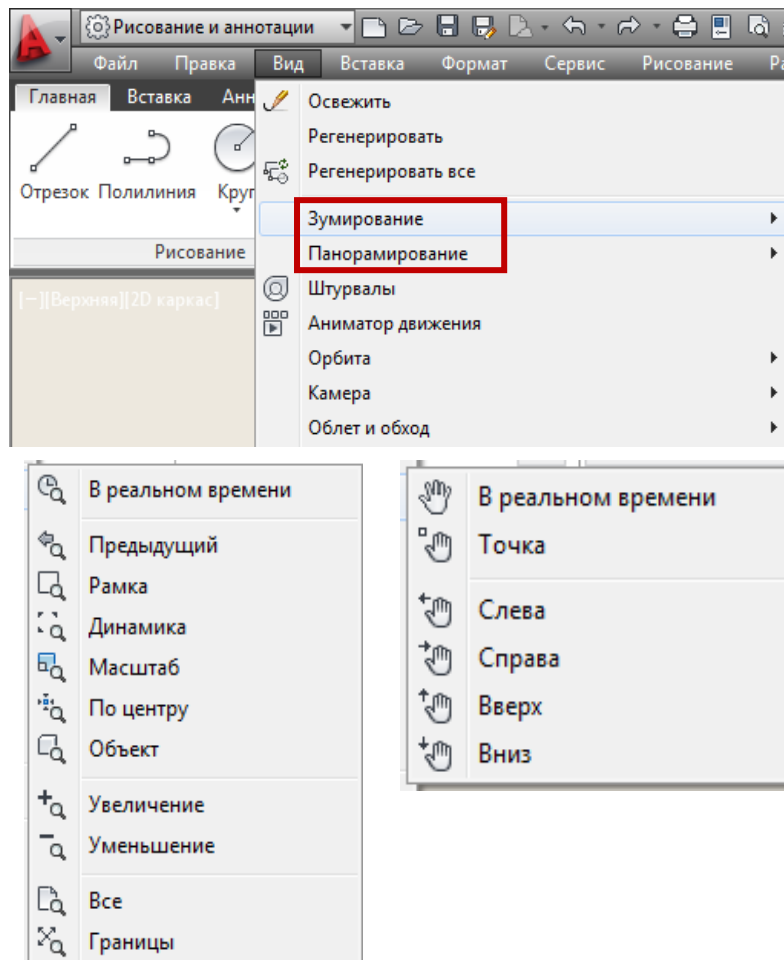 Рисование и аннотации
Файл Правка Вид Вставка Формат Сервис Рисование
Главная Вставка
Освежить
Регенерировать
Регенерировать все
Отрезок Полилиния Круг
Зумирование
Рисование
Панорамирование
[−][Верхняя][2D каркас]
Штурвалы
Аниматор движения
Орбита
Камера
Облет и обход
В реальном времени
Предыдущий
Рамка
Динамика
Масштаб
По центру
Объект
Увеличение
Уменьшение
Все
Границы
В реальном времени
Точка
Слева
Справа
Вверх
Вниз